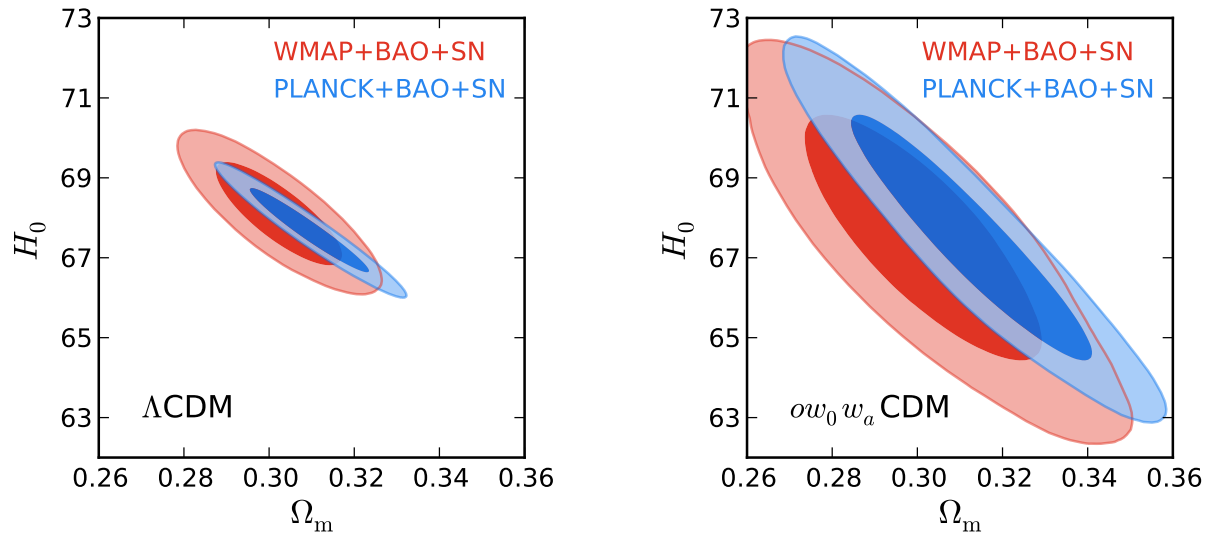 73
71
69
67
65
63
H₀
WMAP+BAO+SN
PLANCK+BAO+SN
ΛCDM
0.26 0.28 0.30 0.32 0.34 0.36
Ωₘ
73
71
69
67
65
63
H₀
WMAP+BAO+SN
PLANCK+BAO+SN
ow₀wₐCDM
0.26 0.28 0.30 0.32 0.34 0.36
Ωₘ